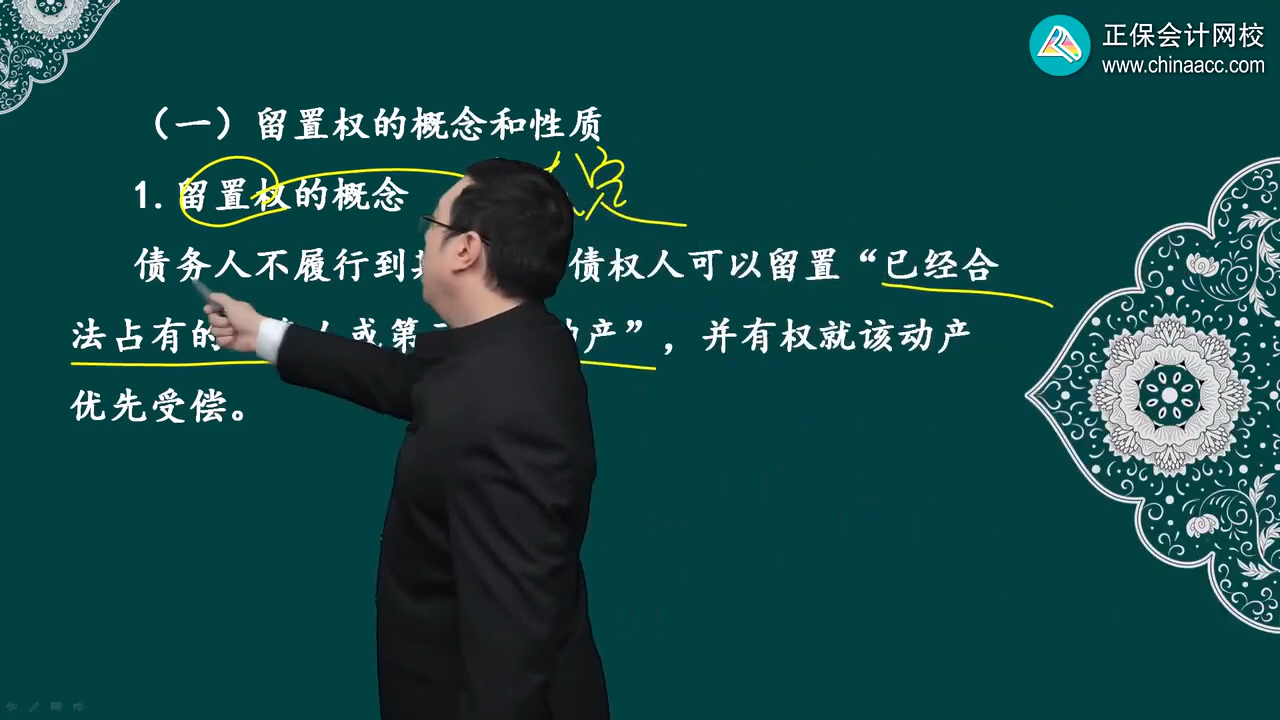 正保会计网校
www.chinaacc.com
（一）留置权的概念和性质
1.留置权的概念
债务人不履行到 债权人可以留置“已经合
法占有的 人或第 动产”，并有权就该动产
优先受偿。